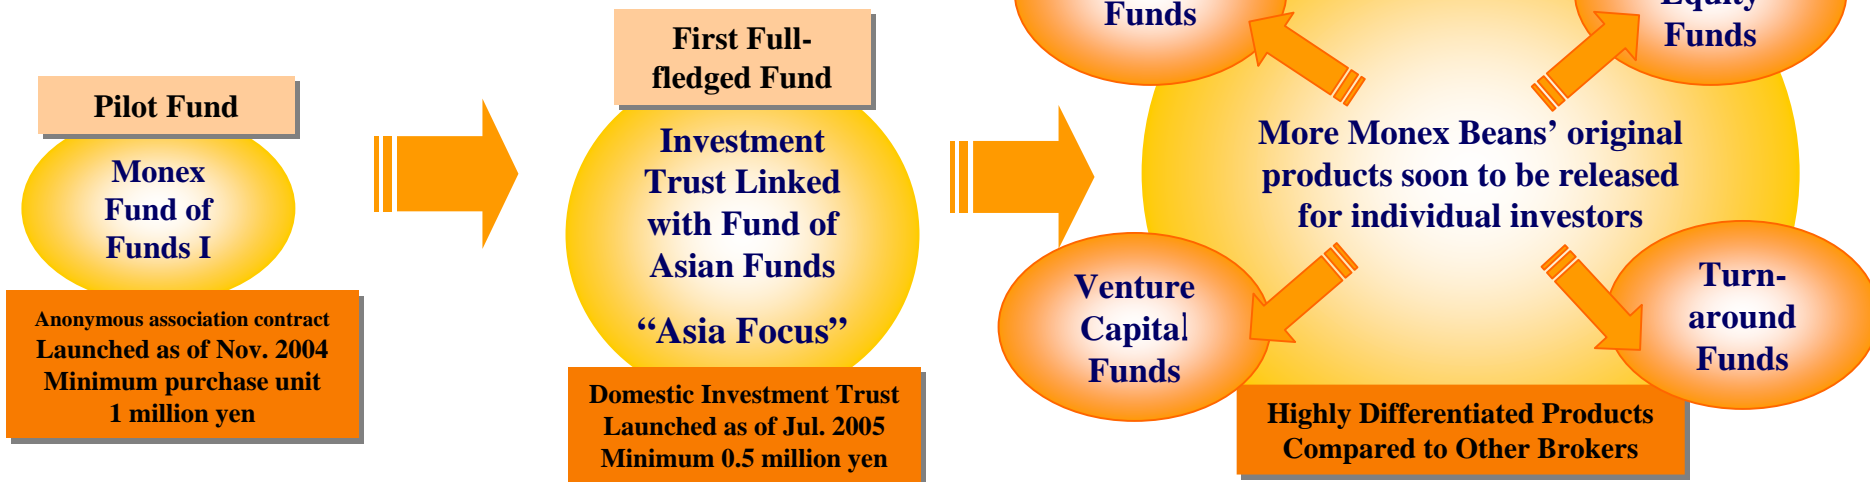 Pilot Fund
Monex
Fund of
Funds I
Anonymous association contract
Launched as of Nov. 2004
Minimum purchase unit
1 million yen
First Full-
fledged Fund
Investment
Trust Linked
with Fund of
Asian Funds
“Asia Focus”
Domestic Investment Trust
Launched as of Jul. 2005
Minimum 0.5 million yen
Funds
Equity
Funds
More Monex Beans’ original
products soon to be released
for individual investors
Venture
Capital
Funds
Turn-
around
Funds
Highly Differentiated Products
Compared to Other Brokers